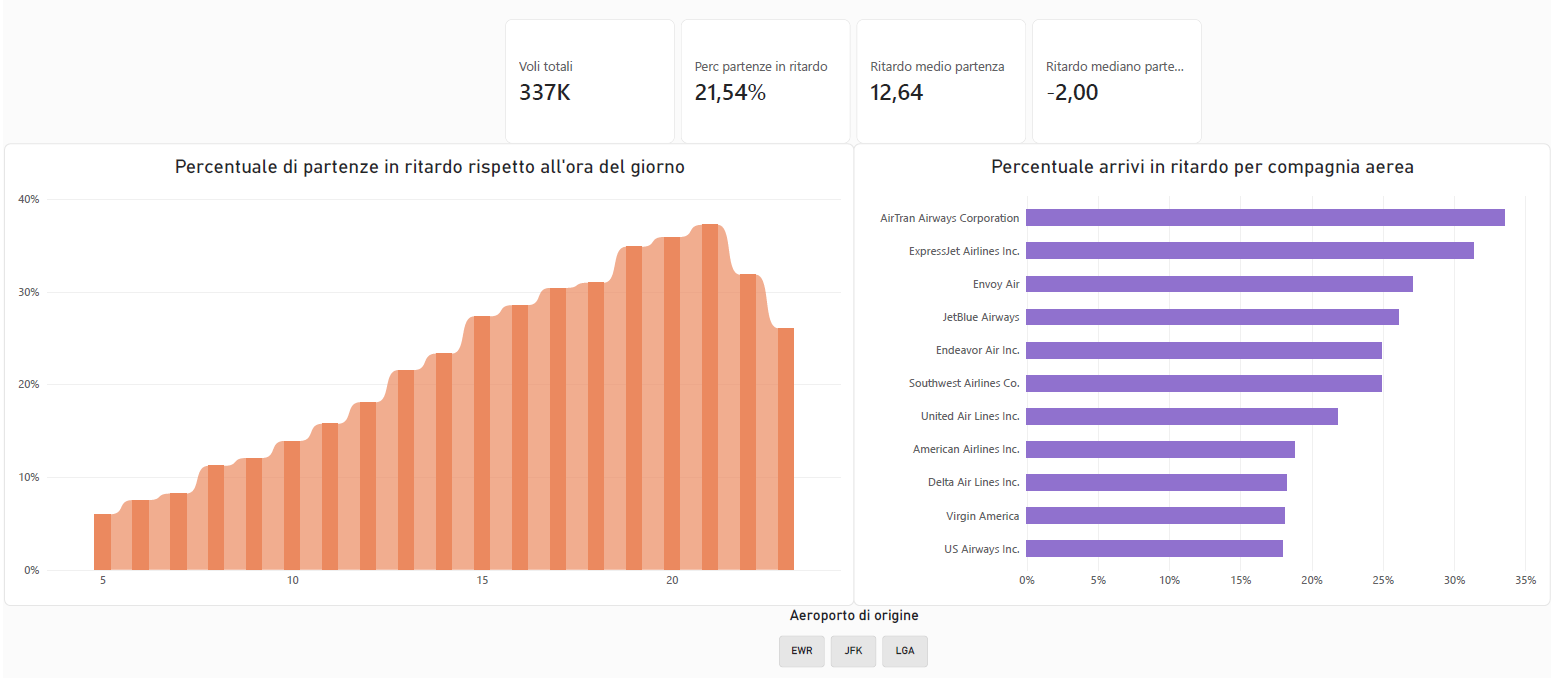 Voli totali
337K
Perc partenze in ritardo
21,54%
Ritardo medio partenza
12,64
Ritardo mediano parte...
-2,00
Percentuale di partenze in ritardo rispetto all'ora del giorno
40%
30%
20%
10%
0%
5
10
15
20
Percentuale arrivi in ritardo per compagnia aerea
AirTran Airways Corporation
ExpressJet Airlines Inc.
Envoy Air
JetBlue Airways
Endeavor Air Inc.
Southwest Airlines Co.
United Air Lines Inc.
American Airlines Inc.
Delta Air Lines Inc.
Virgin America
US Airways Inc.
0%
5%
10%
15%
20%
25%
30%
35%
Aeroporto di origine
EWR
JFK
LGA